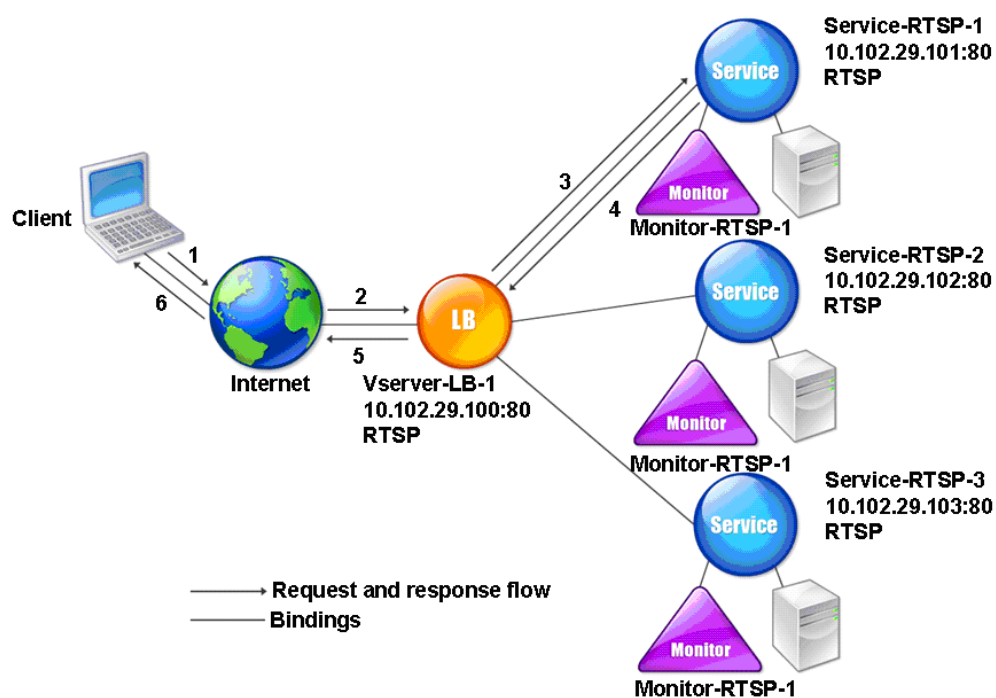 Service-RTSP-1
10.102.29.101:80
RTSP
Service
Monitor
Monitor-RTSP-1
3
4
Client
1
6
Internet
2
5
LB
Vserver-LB-1
10.102.29.100:80
RTSP
Service-RTSP-2
10.102.29.102:80
RTSP
Service
Monitor
Monitor-RTSP-1
Service-RTSP-3
10.102.29.103:80
RTSP
Service
Monitor
Monitor-RTSP-1
Request and response flow
Bindings